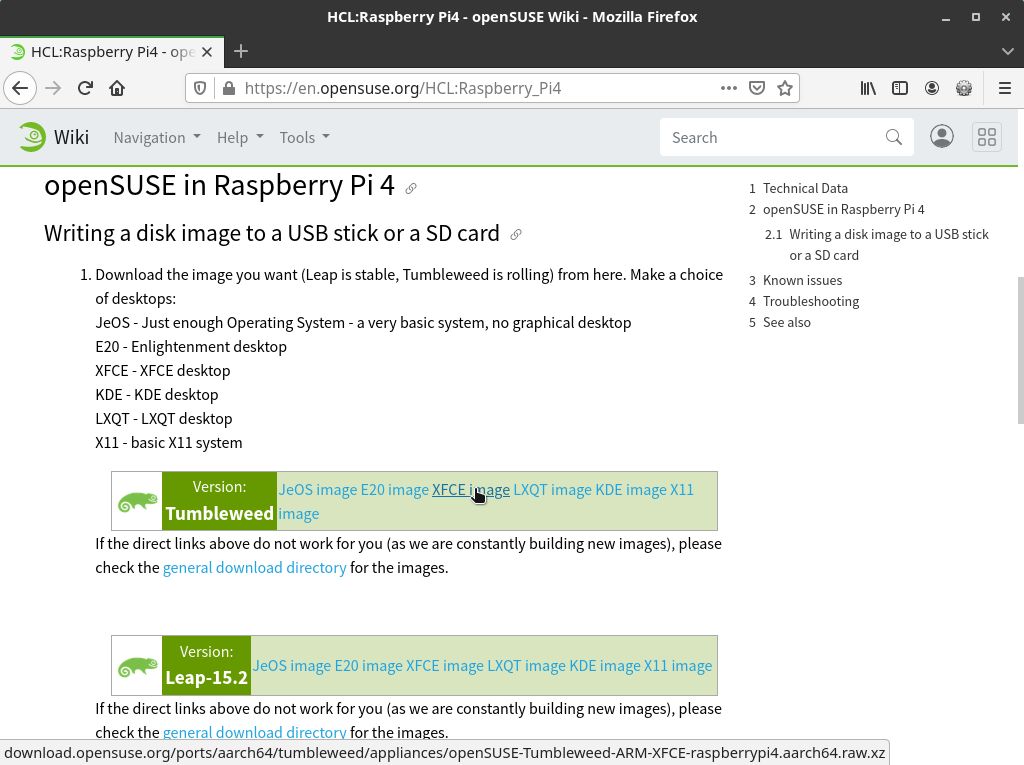 HCL:Raspberry Pi4 - openSUSE Wiki - Mozilla Firefox
HCL:Raspberry Pi4 - ope
https://en.opensuse.org/HCL:Raspberry_Pi4
Wiki Navigation Help Tools Search
openSUSE in Raspberry Pi 4
Writing a disk image to a USB stick or a SD card
1. Download the image you want (Leap is stable, Tumbleweed is rolling) from here. Make a choice
of desktops:
JeOS - Just enough Operating System - a very basic system, no graphical desktop
E20 - Enlightenment desktop
XFCE - XFCE desktop
KDE - KDE desktop
LXQT - LXQT desktop
X11 - basic X11 system
Version:
Tumbleweed
JeOS image E20 image XFCE image LXQT image KDE image X11
image
If the direct links above do not work for you (as we are constantly building new images), please
check the general download directory for the images.
Version:
Leap-15.2
JeOS image E20 image XFCE image LXQT image KDE image X11 image
If the direct links above do not work for you (as we are constantly building new images), please
check the general download directory for the images.
1 Technical Data
2 openSUSE in Raspberry Pi 4
2.1 Writing a disk image to a USB stick
or a SD card
3 Known issues
4 Troubleshooting
5 See also
download.opensuse.org/ports/aarch64/tumbleweed/appliances/openSUSE-Tumbleweed-ARM-XFCE-raspberrypi4.aarch64.raw.xz